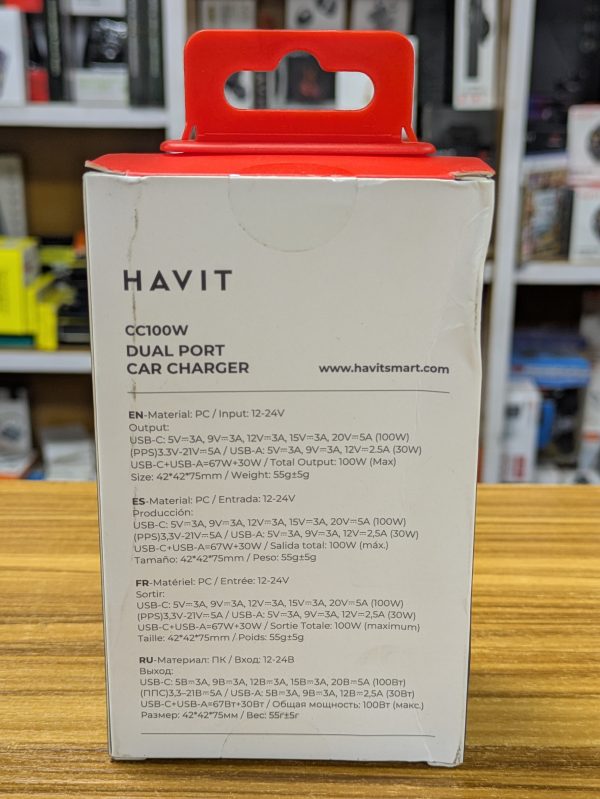 HAVIT
CC100W
DUAL PORT
CAR CHARGER
www.havitsmart.com
EN-Material: PC / Input: 12-24V
Output:
USB-C: 5V⎓3A, 9V⎓3A, 12V⎓3A, 15V⎓3A, 20V⎓5A (100W)
(PPS)3.3V-21V⎓5A / USB-A: 5V⎓3A, 9V⎓3A, 12V⎓2.5A (30W)
USB-C+USB-A=67W+30W / Total Output: 100W (Max)
Size: 42*42*75mm / Weight: 55g±5g
ES-Material: PC / Entrada: 12-24V
Producción:
USB-C: 5V⎓3A, 9V⎓3A, 12V⎓3A, 15V⎓3A, 20V⎓5A (100W)
(PPS)3,3V-21V⎓5A / USB-A: 5V⎓3A, 9V⎓3A, 12V⎓2,5A (30W)
USB-C+USB-A=67W+30W / Salida total: 100W (máx.)
Tamaño: 42*42*75mm / Peso: 55g±5g
FR-Matériel: PC / Entrée: 12-24V
Sortir:
USB-C: 5V⎓3A, 9V⎓3A, 12V⎓3A, 15V⎓3A, 20V⎓5A (100W)
(PPS)3,3V-21V⎓5A / USB-A: 5V⎓3A, 9V⎓3A, 12V⎓2,5A (30W)
USB-C+USB-A=67W+30W / Sortie Totale: 100W (maximum)
Taille: 42*42*75mm / Poids: 55g±5g
RU-Материал: ПК / Вход: 12-24В
Выход:
USB-C: 5В⎓3A, 9В⎓3A, 12В⎓3A, 15В⎓3A, 20В⎓5A (100Вт)
(ППС)3,3-21В⎓5A / USB-A: 5В⎓3A, 9В⎓3A, 12В⎓2,5A (30Вт)
USB-C+USB-A=67Вт+30Вт / Общая мощность: 100Вт (макс.)
Размер: 42*42*75мм / Вес: 55г±5г